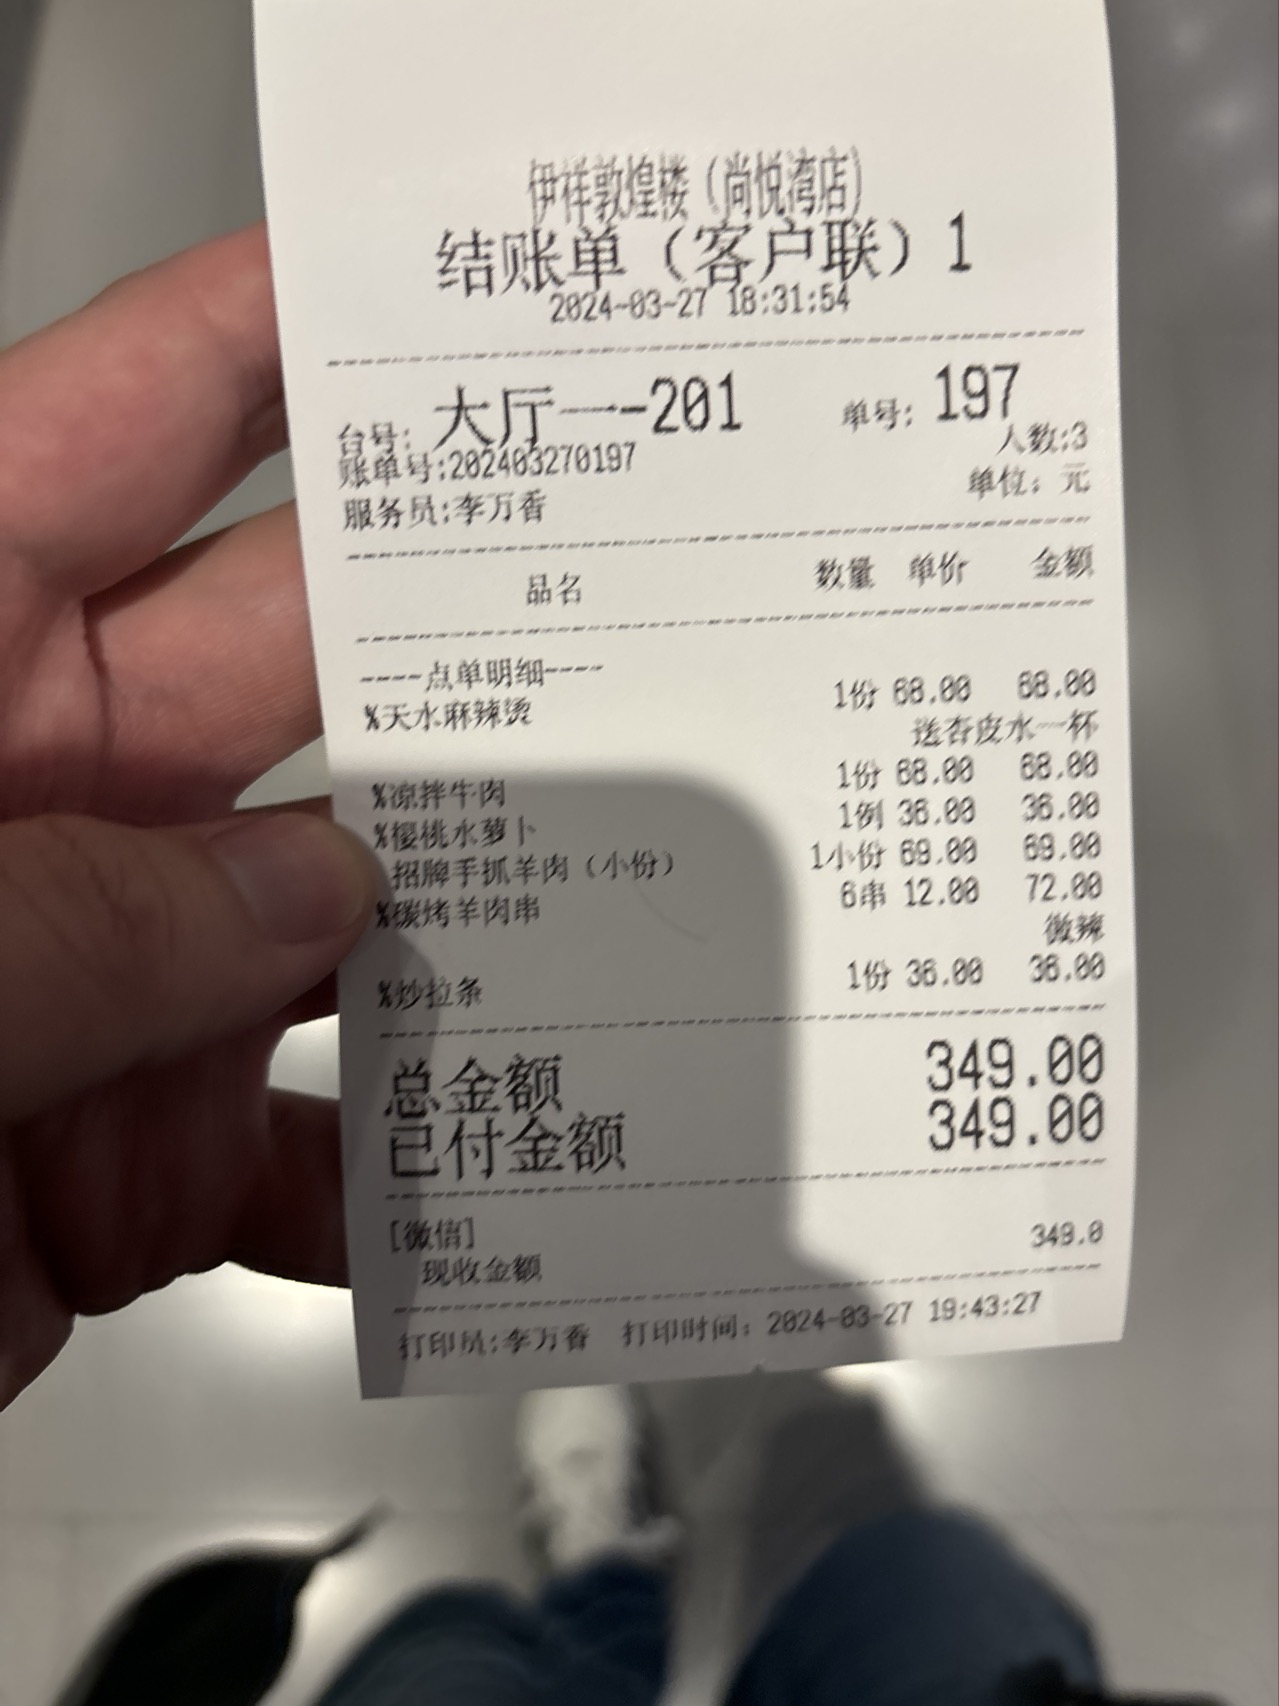 伊祥敦煌楼（尚悦湾店）
结账单（客户联）1
2024-03-27 18:31:54
台号: 大厅---201 单号: 197
账单号:202403270197 人数:3
服务员:李万香 单位: 元
品名 数量 单价 金额
----点单明细----
%天水麻辣烫 1份 68.00 68.00
送杏皮水一杯
%凉拌牛肉 1份 68.00 68.00
%樱桃水萝卜 1例 36.00 36.00
招牌手抓羊肉（小份） 1小份 69.00 69.00
%碳烤羊肉串 6串 12.00 72.00
微辣
%炒拉条 1份 36.00 36.00
总金额 349.00
已付金额 349.00
[微信]
现收金额 349.0
打印员:李万香 打印时间: 2024-03-27 19:43:27